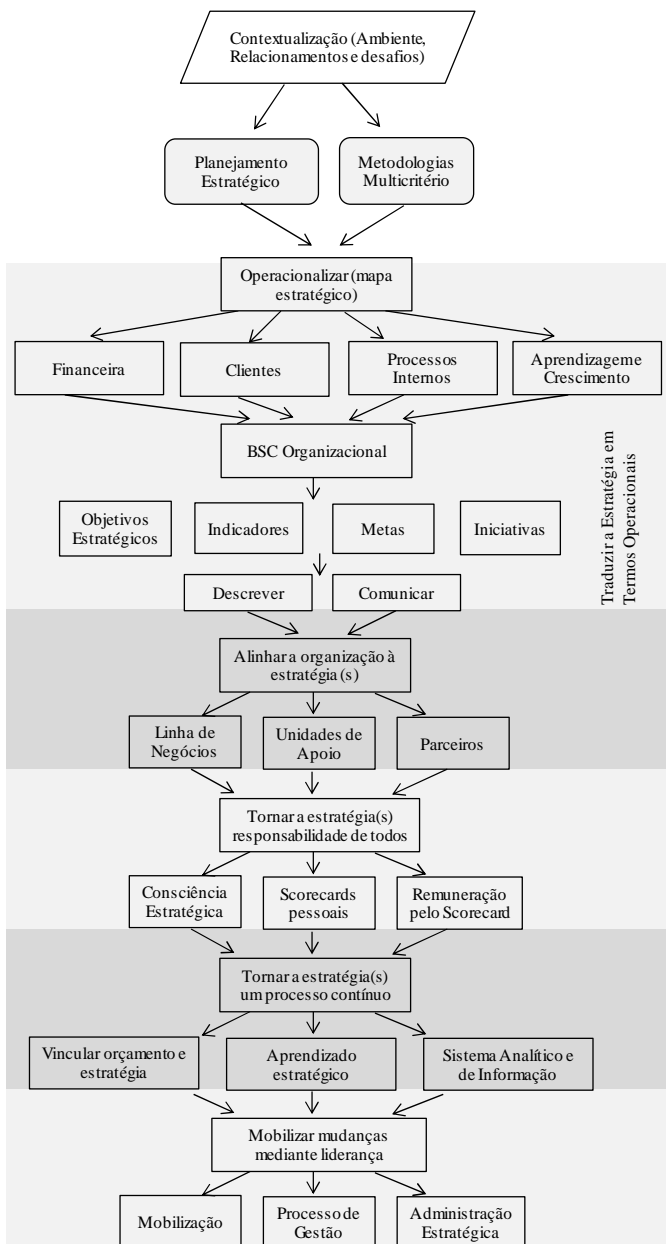 Contextualização (Ambiente,
Relacionamentos e desafios)
Planejamento
Estratégico
Metodologias
Multicritério
Operacionalizar (mapa
estratégico)
Financeira
Clientes
Processos
Internos
Aprendizagem e
Crescimento
BSC Organizacional
Objetivos
Estratégicos
Indicadores
Metas
Iniciativas
Traduzir a Estratégia em
Termos Operacionais
Descrever
Comunicar
Alinhar a organização à
estratégia (s)
Linha de
Negócios
Unidades de
Apoio
Parceiros
Tornar a estratégia(s)
responsabilidade de todos
Consciência
Estratégica
Scorecards
pessoais
Remuneração
pelo Scorecard
Tornar a estratégia(s)
um processo contínuo
Vincular orçamento e
estratégia
Aprendizado
estratégico
Sistema Analítico e
de Informação
Mobilizar mudanças
mediante liderança
Mobilização
Processo de
Gestão
Administração
Estratégica